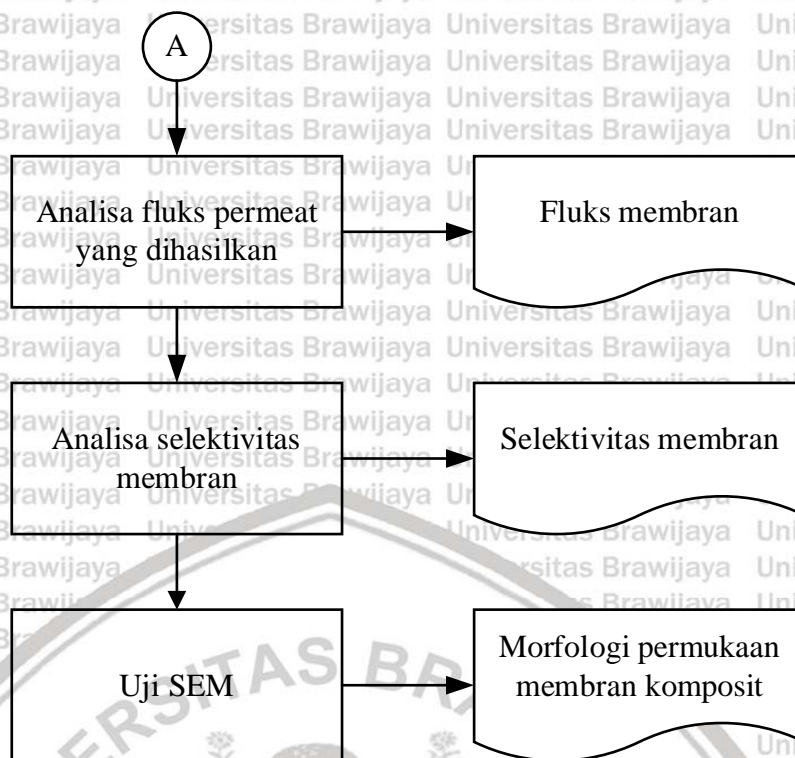 A
Analisa fluks permeat
yang dihasilkan
Fluks membran
Analisa selektivitas
membran
Selektivitas membran
Uji SEM
Morfologi permukaan
membran komposit